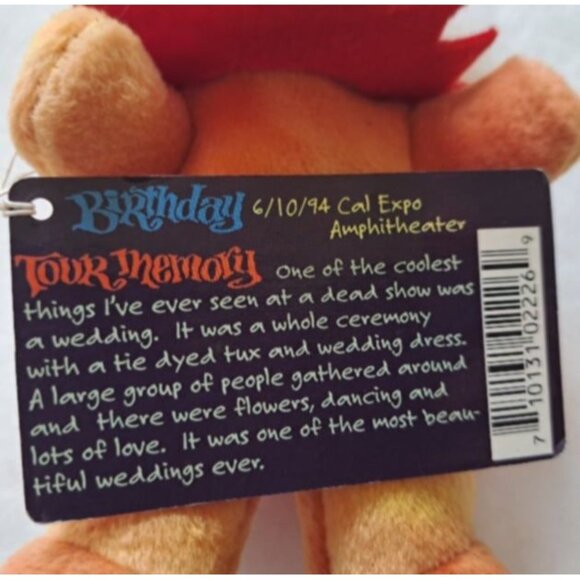 Birthday 6/10/94 Cal Expo
Amphitheater
Tour Memory One of the coolest
things I've ever seen at a dead show was
a wedding. It was a whole ceremony
with a tie dyed tux and wedding dress.
A large group of people gathered around
and there were flowers, dancing and
lots of love. It was one of the most beau-
tiful weddings ever.
7 10131 02226 9